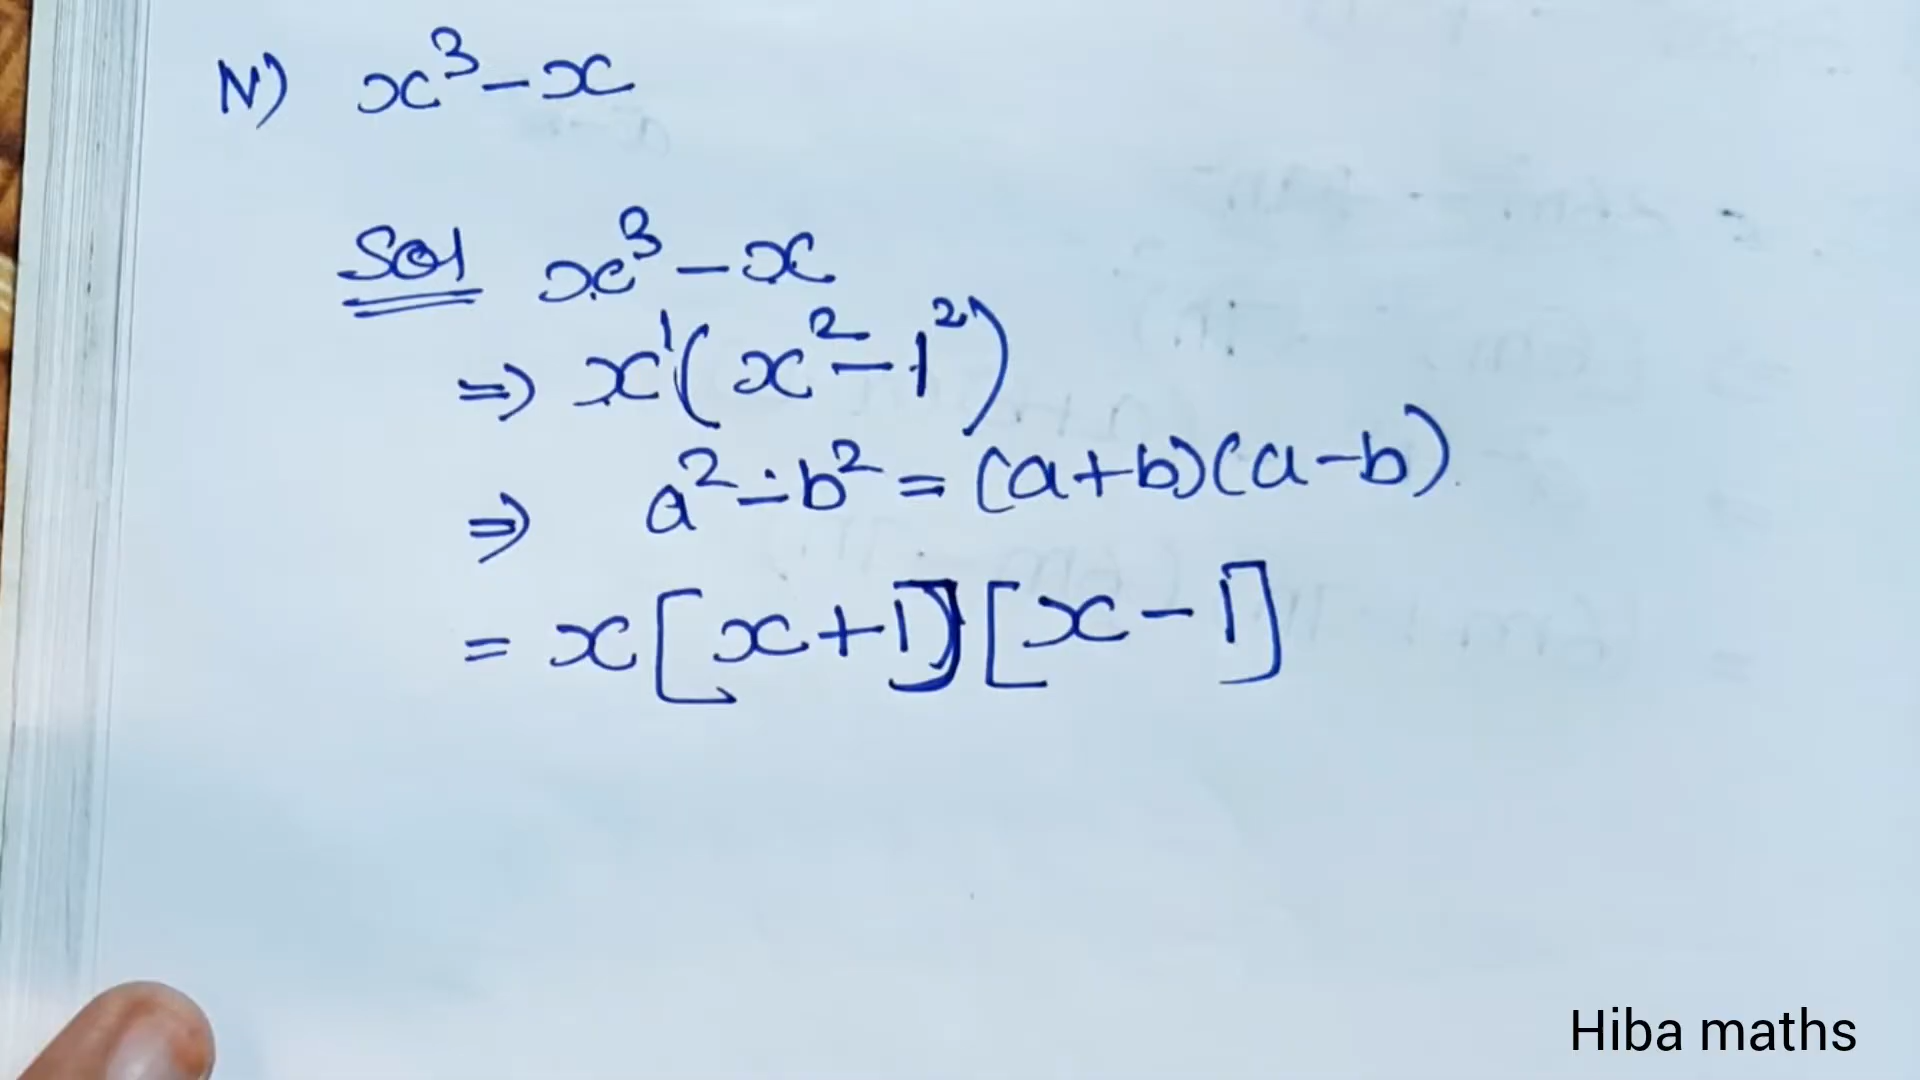 N) x³-x
Sol x³-x
⇒ x¹(x²-1²)
⇒ a²-b² = (a+b)(a-b)
= x[x+1][x-1]
Hiba maths